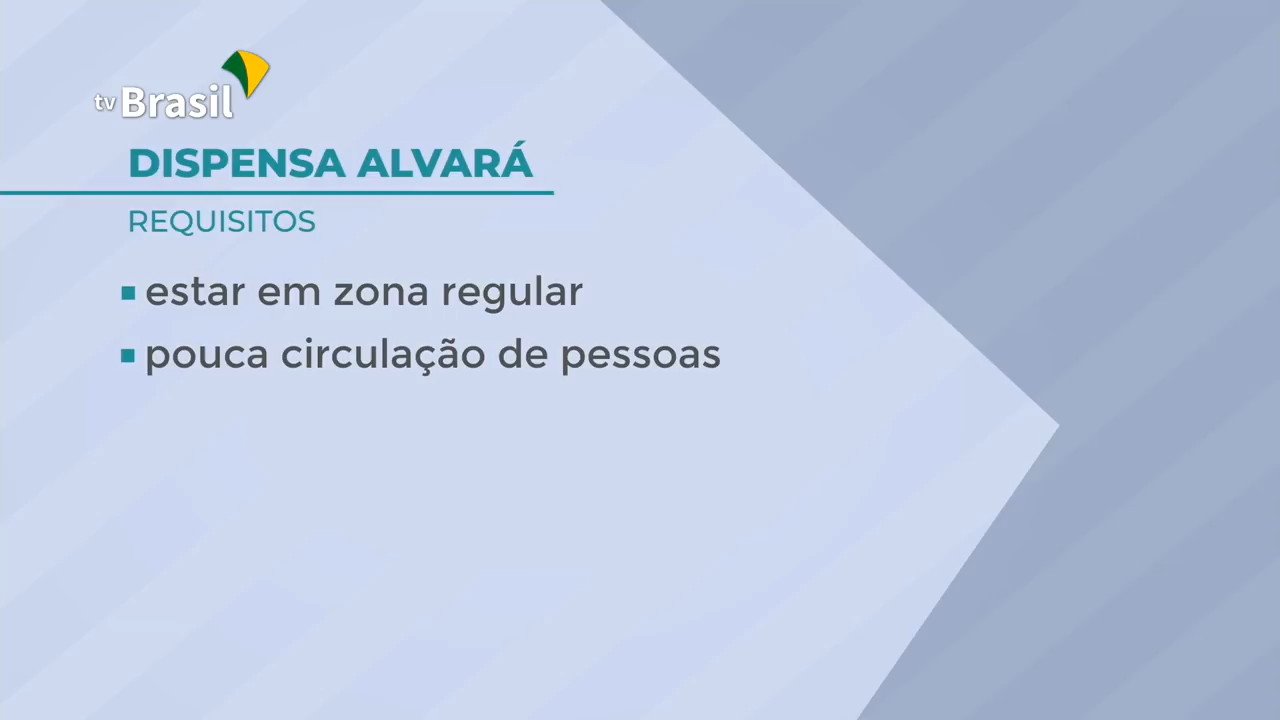 tv Brasil
DISPENSA ALVARÁ
REQUISITOS
estar em zona regular
pouca circulação de pessoas